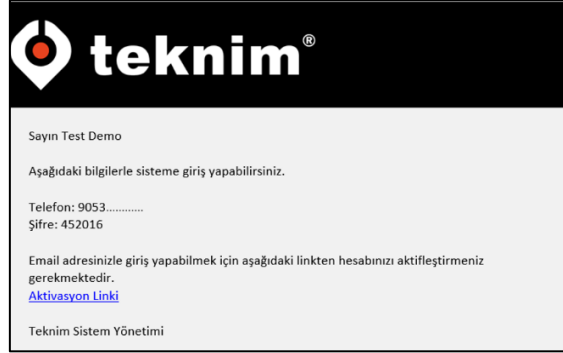 teknim®
Sayın Test Demo
Aşağıdaki bilgilerle sisteme giriş yapabilirsiniz.
Telefon: 9053............
Şifre: 452016
Email adresinizle giriş yapabilmek için aşağıdaki linkten hesabınızı aktifleştirmeniz
gerekmektedir.
Aktivasyon Linki
Teknim Sistem Yönetimi